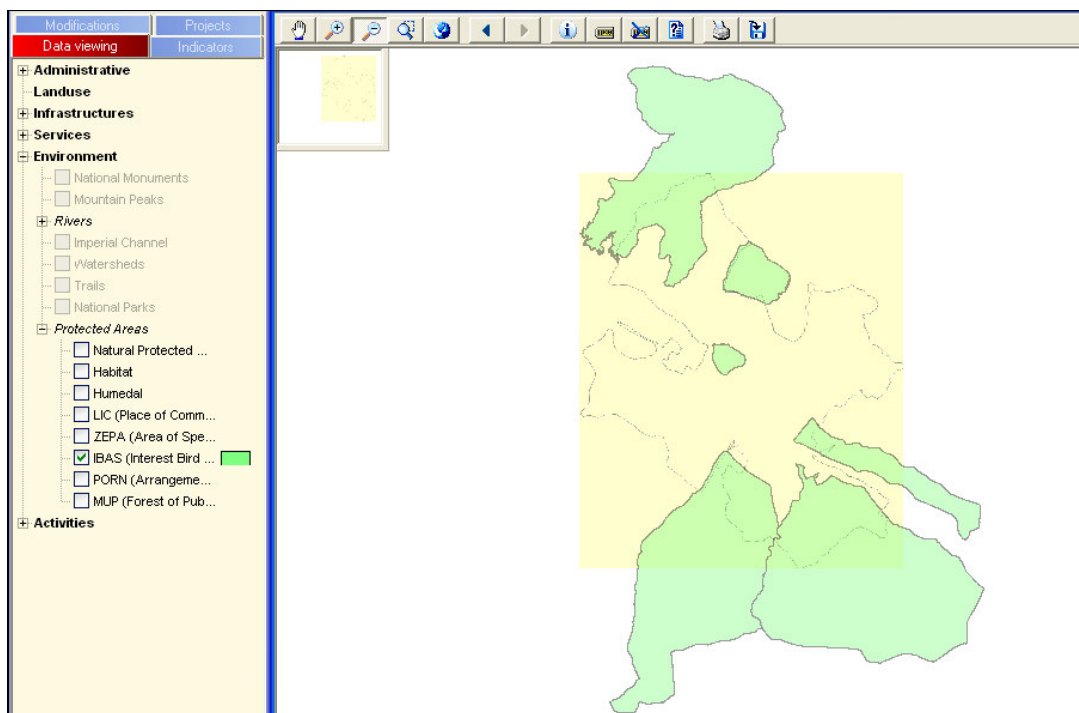 Modifications Projects
Data viewing Indicators
Administrative
Landuse
Infrastructures
Services
Environment
National Monuments
Mountain Peaks
Rivers
Imperial Channel
Watersheds
Trails
National Parks
Protected Areas
Natural Protected ...
Habitat
Humedal
LIC (Place of Comm...
ZEPA (Area of Spe...
IBAS (Interest Bird ...
PORN (Arrangeme...
MUP (Forest of Pub...
Activities